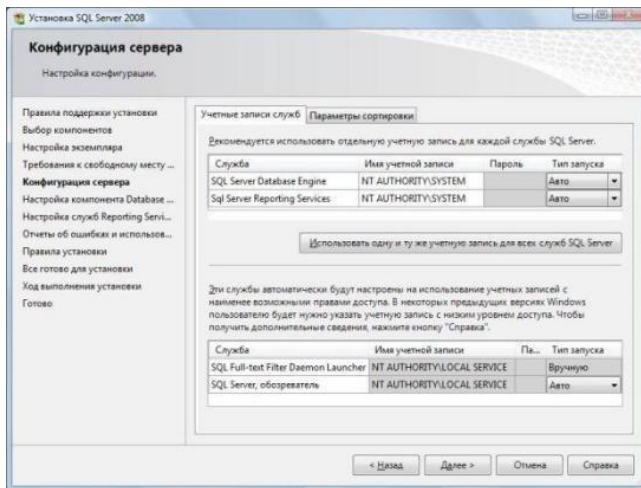 Установка SQL Server 2008
Конфигурация сервера
Настройка конфигурации.
Правила поддержки установки
Выбор компонентов
Настройка экземпляра
Требования к свободному месту ...
Конфигурация сервера
Настройка компонента Database ...
Настройка служб Reporting Servi...
Отчеты об ошибках и использов...
Правила установки
Все готово для установки
Ход выполнения установки
Готово
Учетные записи служб Параметры сортировки
Рекомендуется использовать отдельную учетную запись для каждой службы SQL Server.
Служба Имя учетной записи Пароль Тип запуска
SQL Server Database Engine NT AUTHORITY\SYSTEM Авто
Sql Server Reporting Services NT AUTHORITY\SYSTEM Авто
Использовать одну и ту же учетную запись для всех служб SQL Server
Эти службы автоматически будут настроены на использование учетных записей с
наименее возможными правами доступа. В некоторых предыдущих версиях Windows
пользователю будет нужно указать учетную запись с низким уровнем доступа. Чтобы
получить дополнительные сведения, нажмите кнопку "Справка".
Служба Имя учетной записи Па... Тип запуска
SQL Full-text Filter Daemon Launcher NT AUTHORITY\LOCAL SERVICE Вручную
SQL Server, обозреватель NT AUTHORITY\LOCAL SERVICE Авто
< Назад Далее > Отмена Справка